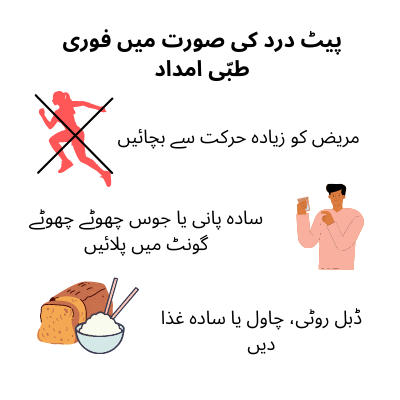 پیٹ درد کی صورت میں فوری
طبّی امداد
مریض کو زیادہ حرکت سے بچائیں
سادہ پانی یا جوس چھوٹے چھوٹے
گونٹ میں پلائیں
ڈبل روٹی، چاول یا سادہ غذا
دیں